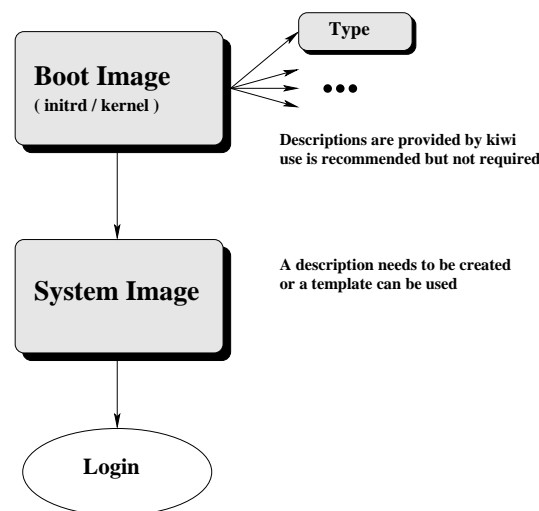 Type
Boot Image
( initrd / kernel )
Descriptions are provided by kiwi
use is recommended but not required
System Image
A description needs to be created
or a template can be used
Login